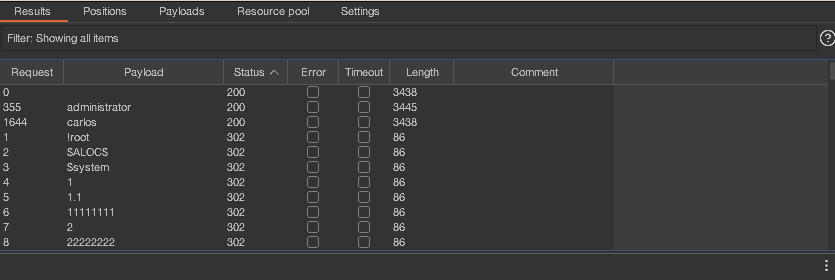 Results Positions Payloads Resource pool Settings
Filter: Showing all items
?
Request Payload Status Error Timeout Length Comment
0 200 3438
355 administrator 200 3445
1644 carlos 200 3438
1 !root 302 86
2 $ALOC$ 302 86
3 $system 302 86
4 1 302 86
5 1.1 302 86
6 11111111 302 86
7 2 302 86
8 22222222 302 86